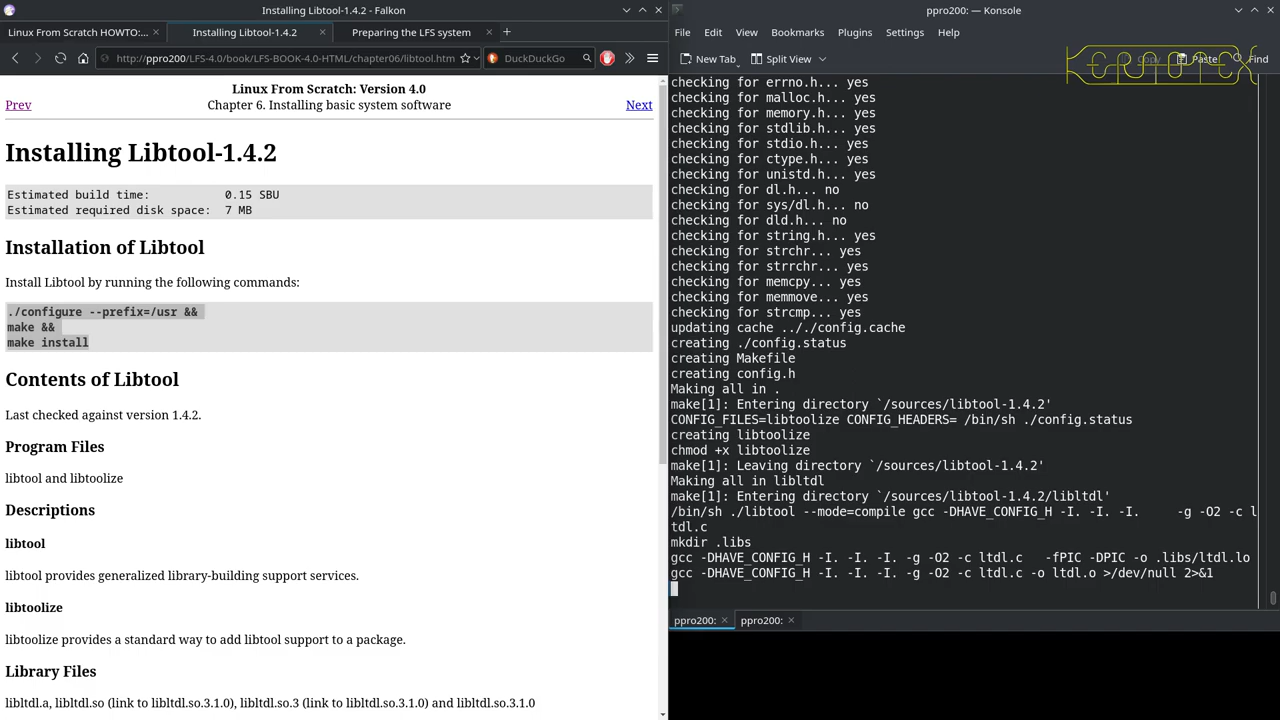 Installing Libtool-1.4.2 - Falkon
Linux From Scratch HOWTO:...
Installing Libtool-1.4.2
Preparing the LFS system
http://ppro200/LFS-4.0/book/LFS-BOOK-4.0-HTML/chapter06/libtool.htm
DuckDuckGo
Linux From Scratch: Version 4.0
Prev
Chapter 6. Installing basic system software
Next
Installing Libtool-1.4.2
Estimated build time: 0.15 SBU
Estimated required disk space: 7 MB
Installation of Libtool
Install Libtool by running the following commands:
./configure --prefix=/usr &&
make &&
make install
Contents of Libtool
Last checked against version 1.4.2.
Program Files
libtool and libtoolize
Descriptions
libtool
libtool provides generalized library-building support services.
libtoolize
libtoolize provides a standard way to add libtool support to a package.
Library Files
libltdl.a, libltdl.so (link to libltdl.so.3.1.0), libltdl.so.3 (link to libltdl.so.3.1.0) and libltdl.so.3.1.0
ppro200: — Konsole
File Edit View Bookmarks Plugins Settings Help
New Tab Split View Copy Paste Find
checking for errno.h... yes
checking for malloc.h... yes
checking for memory.h... yes
checking for stdlib.h... yes
checking for stdio.h... yes
checking for ctype.h... yes
checking for unistd.h... yes
checking for dl.h... no
checking for sys/dl.h... no
checking for dld.h... no
checking for string.h... yes
checking for strchr... yes
checking for strrchr... yes
checking for memcpy... yes
checking for memmove... yes
checking for strcmp... yes
updating cache .././config.cache
creating ./config.status
creating Makefile
creating config.h
Making all in .
make[1]: Entering directory `/sources/libtool-1.4.2'
CONFIG_FILES=libtoolize CONFIG_HEADERS= /bin/sh ./config.status
creating libtoolize
chmod +x libtoolize
make[1]: Leaving directory `/sources/libtool-1.4.2'
Making all in libltdl
make[1]: Entering directory `/sources/libtool-1.4.2/libltdl'
/bin/sh ./libtool --mode=compile gcc -DHAVE_CONFIG_H -I. -I. -I. -g -O2 -c l
tdl.c
mkdir .libs
gcc -DHAVE_CONFIG_H -I. -I. -I. -g -O2 -c ltdl.c -fPIC -DPIC -o .libs/ltdl.lo
gcc -DHAVE_CONFIG_H -I. -I. -I. -g -O2 -c ltdl.c -o ltdl.o >/dev/null 2>&1
ppro200:
ppro200: